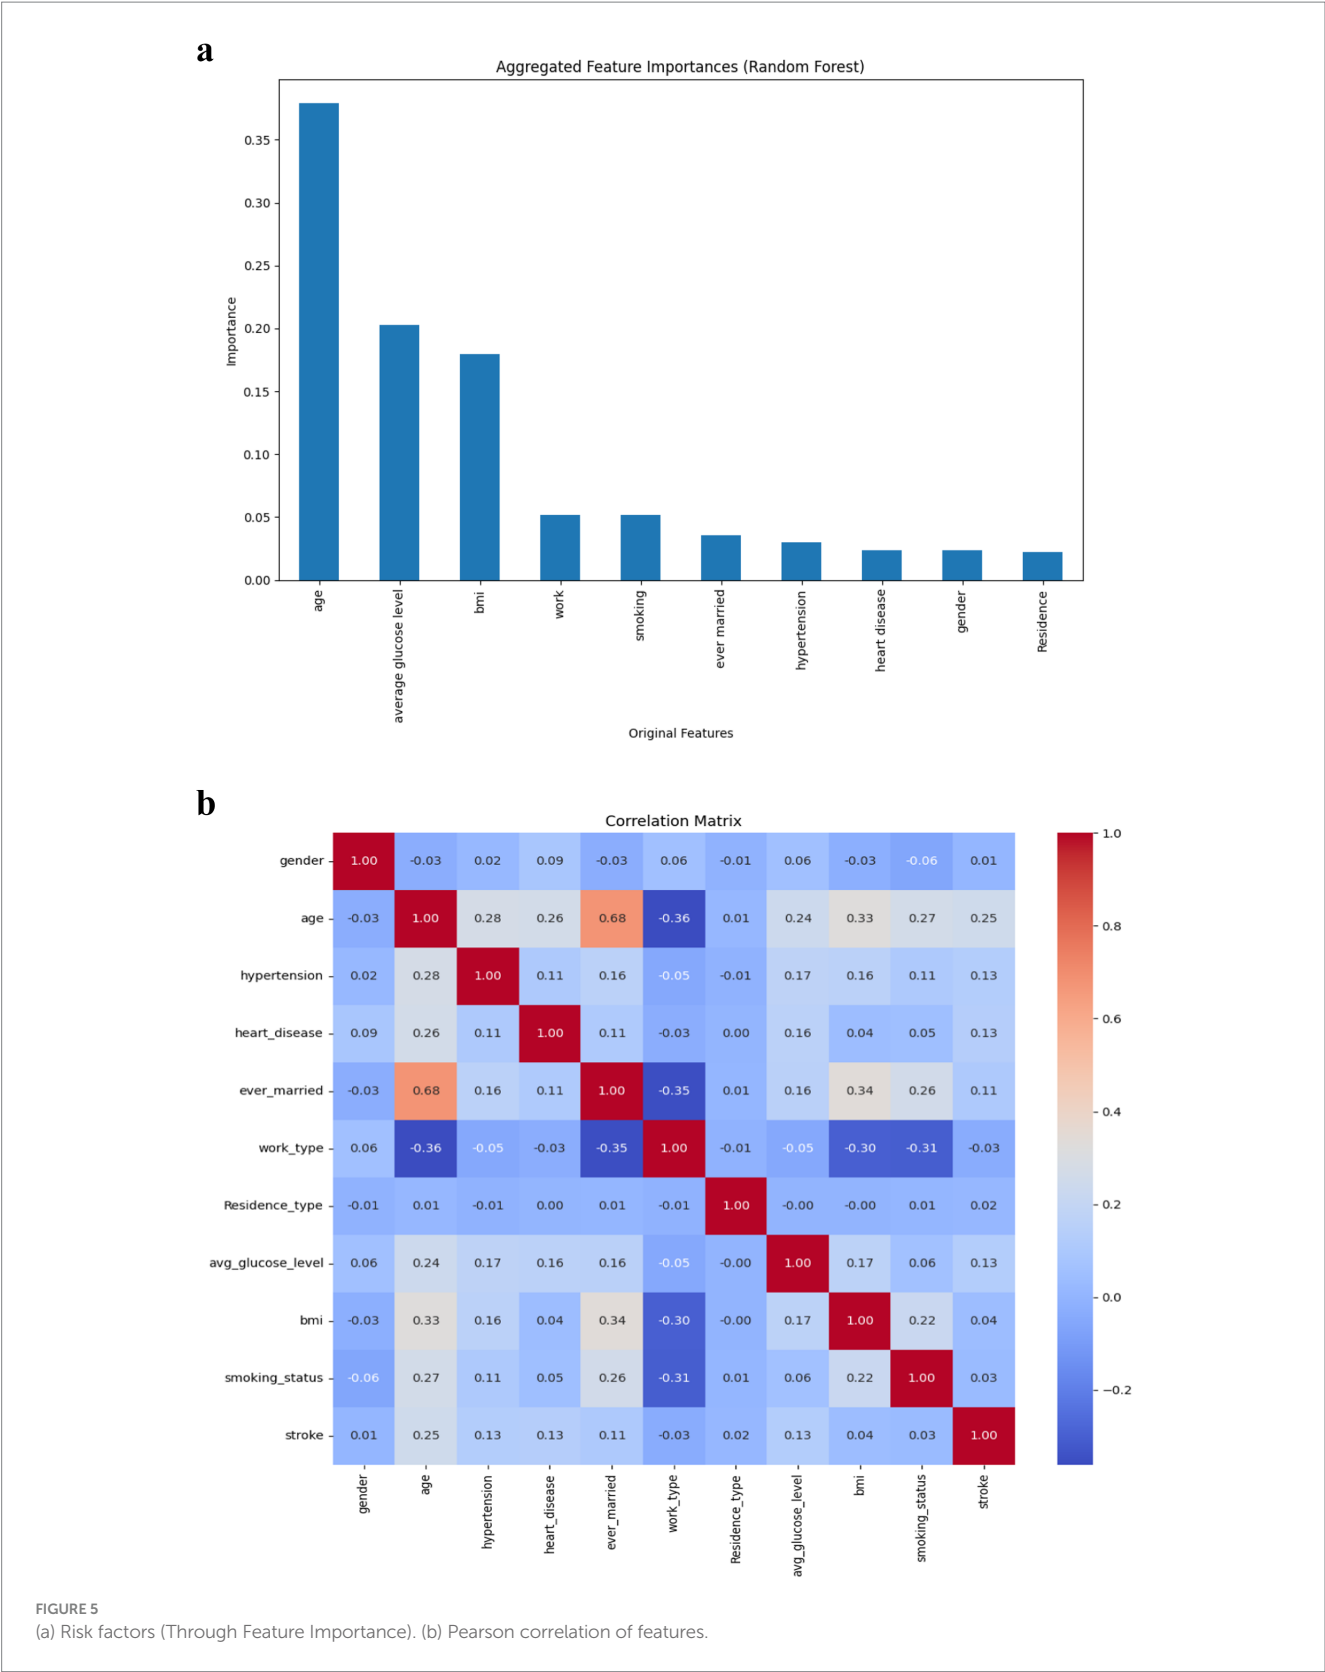 a
Aggregated Feature Importances (Random Forest)
Importance
0.35
0.30
0.25
0.20
0.15
0.10
0.05
0.00
age
average glucose level
bmi
work
smoking
ever married
hypertension
heart disease
gender
Residence
Original Features
b
Correlation Matrix
gender 1.00 -0.03 0.02 0.09 -0.03 0.06 -0.01 0.06 -0.03 -0.06 0.01
age -0.03 1.00 0.28 0.26 0.68 -0.36 0.01 0.24 0.33 0.27 0.25
hypertension 0.02 0.28 1.00 0.11 0.16 -0.05 -0.01 0.17 0.16 0.11 0.13
heart_disease 0.09 0.26 0.11 1.00 0.11 -0.03 0.00 0.16 0.04 0.05 0.13
ever_married -0.03 0.68 0.16 0.11 1.00 -0.35 0.01 0.16 0.34 0.26 0.11
work_type 0.06 -0.36 -0.05 -0.03 -0.35 1.00 -0.01 -0.05 -0.30 -0.31 -0.03
Residence_type -0.01 0.01 -0.01 0.00 0.01 -0.01 1.00 -0.00 -0.00 0.01 0.02
avg_glucose_level 0.06 0.24 0.17 0.16 0.16 -0.05 -0.00 1.00 0.17 0.06 0.13
bmi -0.03 0.33 0.16 0.04 0.34 -0.30 -0.00 0.17 1.00 0.22 0.04
smoking_status -0.06 0.27 0.11 0.05 0.26 -0.31 0.01 0.06 0.22 1.00 0.03
stroke 0.01 0.25 0.13 0.13 0.11 -0.03 0.02 0.13 0.04 0.03 1.00
gender
age
hypertension
heart_disease
ever_married
work_type
Residence_type
avg_glucose_level
bmi
smoking_status
stroke
1.0
0.8
0.6
0.4
0.2
0.0
−0.2
FIGURE 5
(a) Risk factors (Through Feature Importance). (b) Pearson correlation of features.